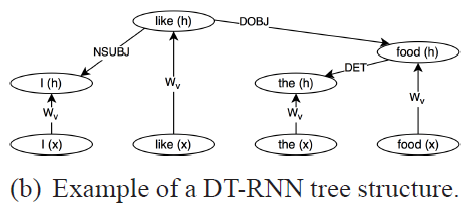 like (h)
DOBJ
NSUBJ
food (h)
DET
I (h)
the (h)
Wv
Wv
Wv
Wv
I (x)
like (x)
the (x)
food (x)
(b) Example of a DT-RNN tree structure.